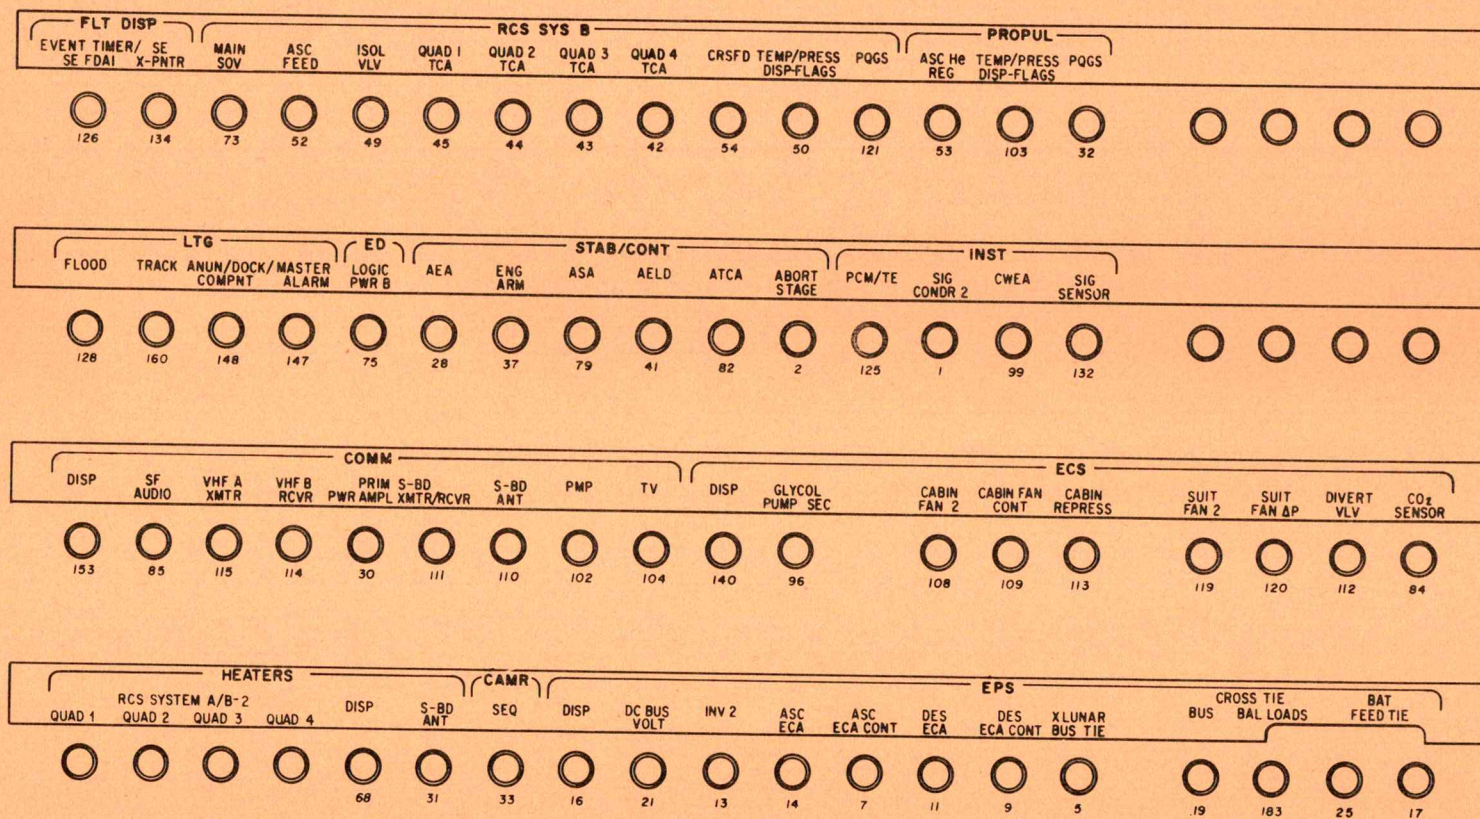 FLT DISP RCS SYS B PROPUL
EVENT TIMER/ SE MAIN ASC ISOL QUAD 1 QUAD 2 QUAD 3 QUAD 4 CRSFD TEMP/PRESS PQGS ASC He TEMP/PRESS PQGS
SE FDAI X-PNTR SOV FEED VLV TCA TCA TCA TCA DISP-FLAGS REG DISP-FLAGS
126 134 73 52 49 45 44 43 42 54 50 121 53 103 32
LTG ED STAB/CONT INST
FLOOD TRACK ANUN/DOCK/ MASTER LOGIC AEA ENG ASA AELD ATCA ABORT PCM/TE SIG CWEA SIG
COMPNT ALARM PWR B ARM STAGE CONDR 2 SENSOR
128 160 148 147 75 28 37 79 41 82 2 125 1 99 132
COMM ECS
DISP SF VHF A VHF B PRIM S-BD S-BD PMP TV DISP GLYCOL CABIN CABIN FAN CABIN SUIT SUIT DIVERT CO2
AUDIO XMTR RCVR PWR AMPL XMTR/RCVR ANT PUMP SEC FAN 2 CONT REPRESS FAN 2 FAN ΔP VLV SENSOR
153 85 115 114 30 111 110 102 104 140 96 108 109 113 119 120 112 84
HEATERS CAMR EPS
RCS SYSTEM A/B-2 DISP S-BD SEQ DISP DC BUS INV 2 ASC ASC DES DES XLUNAR CROSS TIE BAT
QUAD 1 QUAD 2 QUAD 3 QUAD 4 ANT VOLT ECA ECA CONT ECA ECA CONT BUS TIE BUS BAL LOADS FEED TIE
68 31 33 16 21 13 14 7 11 9 5 19 183 25 17